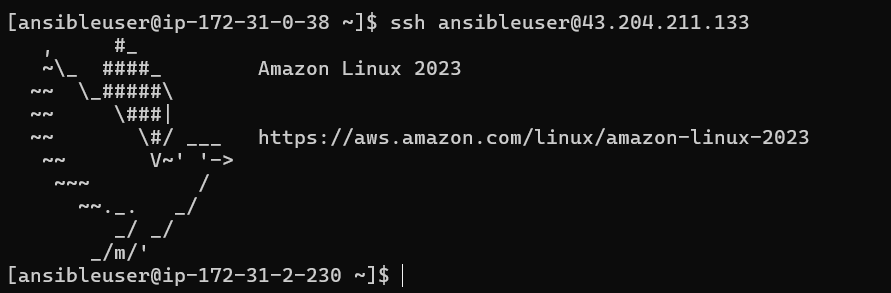 [ansibleuser@ip-172-31-0-38 ~]$ ssh ansibleuser@43.204.211.133
   ,     #_
   ~\_  ####_        Amazon Linux 2023
  ~~  \_#####\
  ~~     \###|
  ~~       \#/ ___   https://aws.amazon.com/linux/amazon-linux-2023
   ~~       V~' '->
    ~~~         /
      ~~._.   _/
         _/ _/
       _/m/'
[ansibleuser@ip-172-31-2-230 ~]$